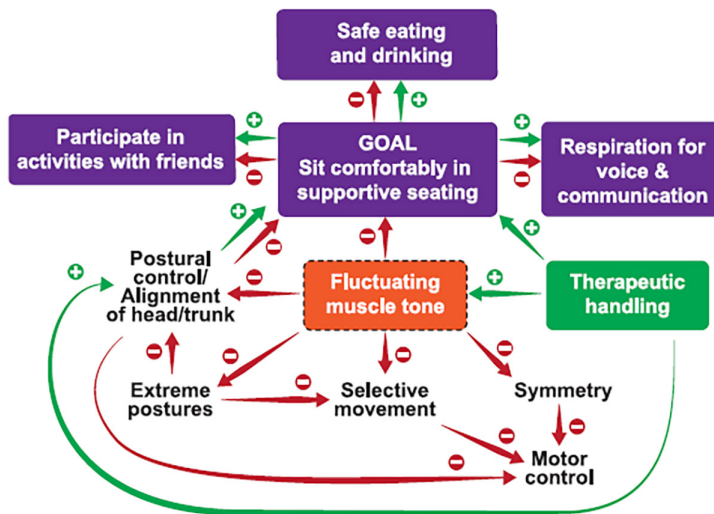 Safe eating
and drinking
Participate in
activities with friends
GOAL
Sit comfortably in
supportive seating
Respiration for
voice &
communication
Postural
control/
Alignment
of head/trunk
Fluctuating
muscle tone
Therapeutic
handling
Extreme
postures
Selective
movement
Symmetry
Motor
control